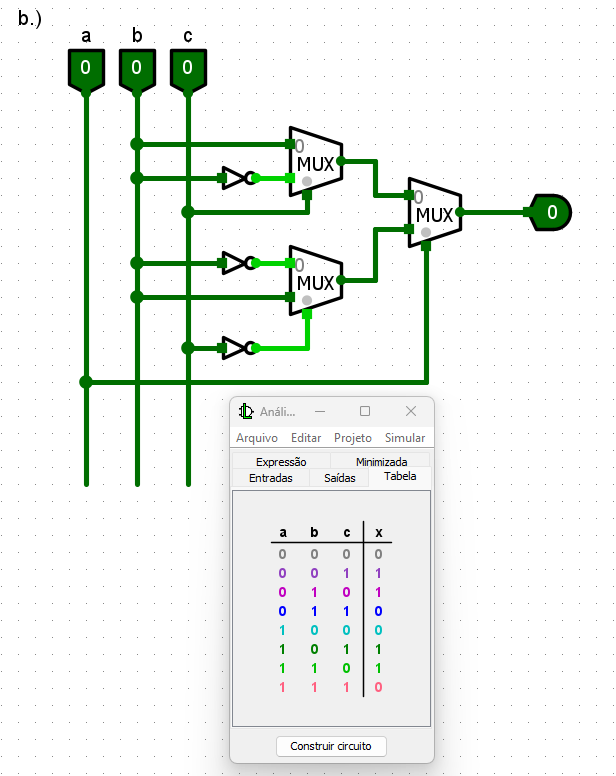 b.)
a b c
0 0 0
0
MUX
0
MUX
0
0
MUX
Análi...
Arquivo Editar Projeto Simular
Expressão Minimizada
Entradas Saídas Tabela
a b c x
0 0 0 0
0 0 1 1
0 1 0 1
0 1 1 0
1 0 0 0
1 0 1 1
1 1 0 1
1 1 1 0
Construir circuito